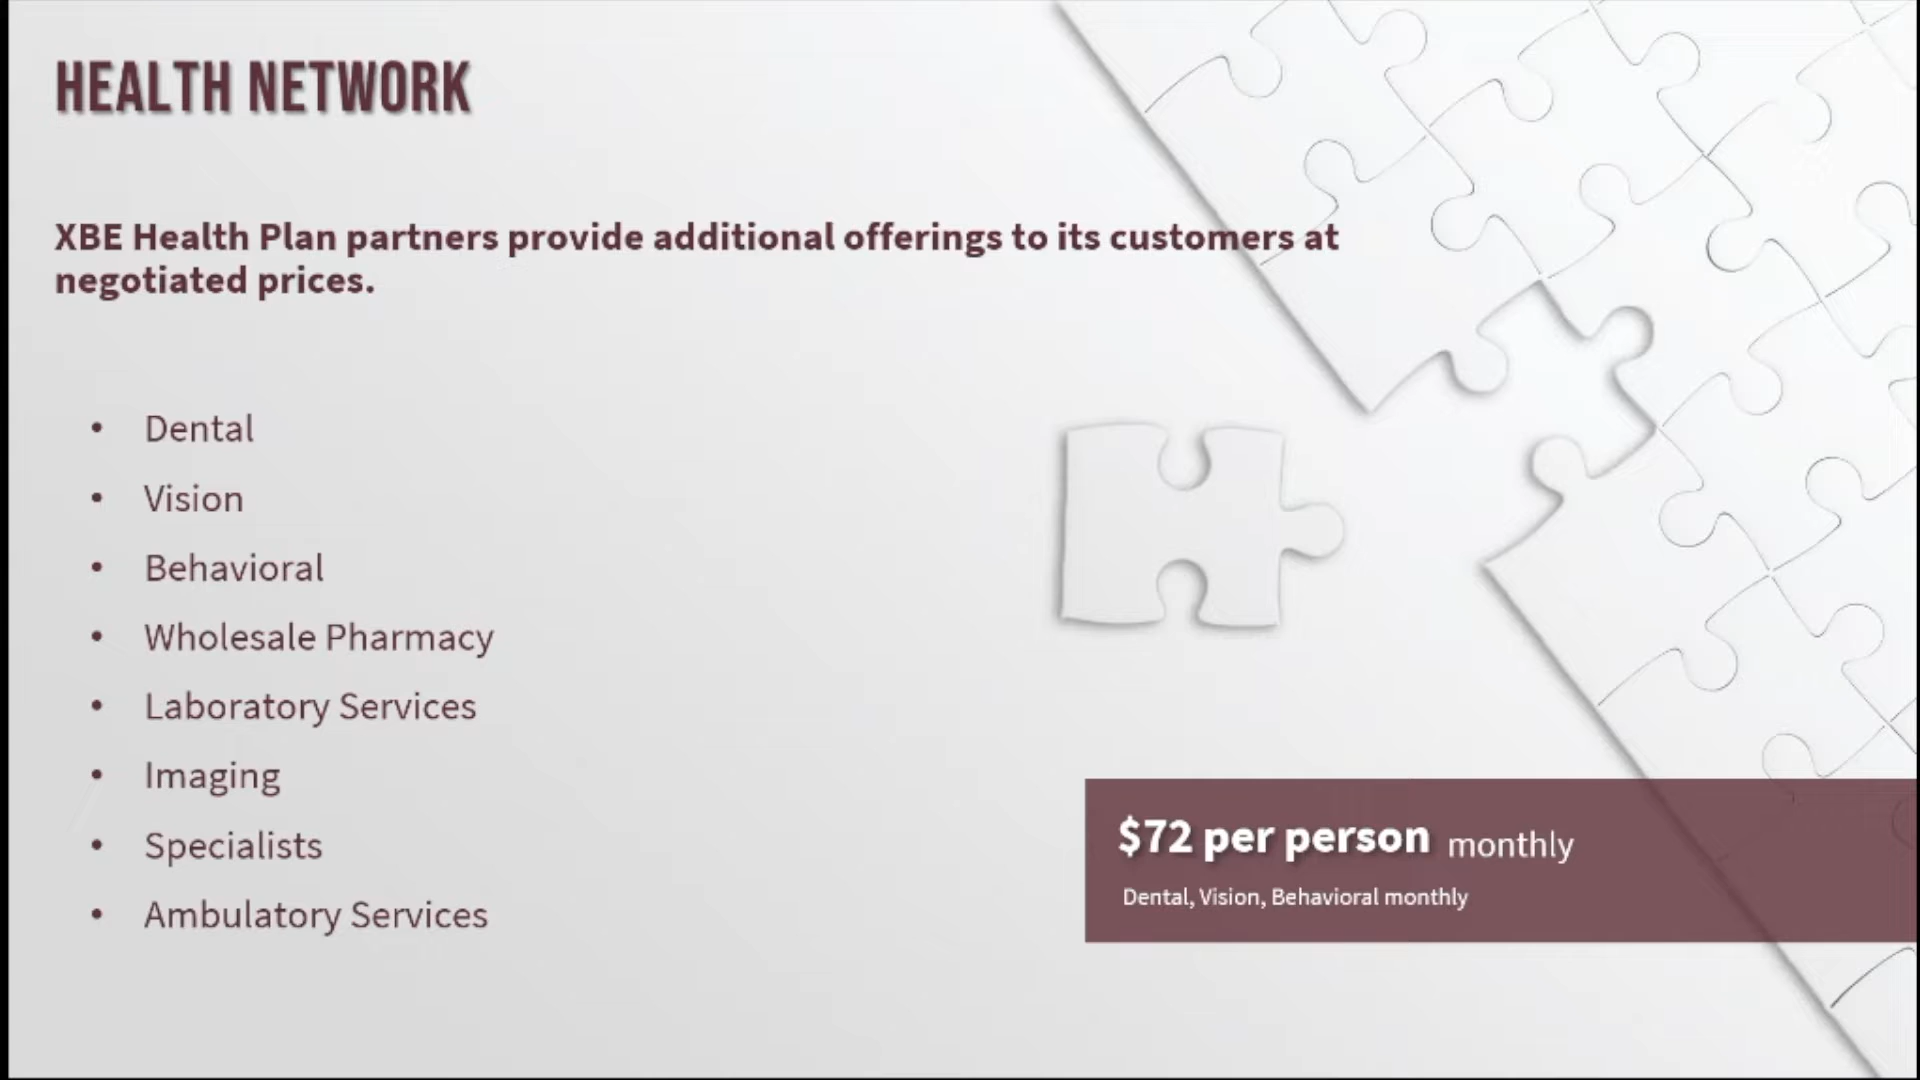 HEALTH NETWORK
XBE Health Plan partners provide additional offerings to its customers at
negotiated prices.
• Dental
• Vision
• Behavioral
• Wholesale Pharmacy
• Laboratory Services
• Imaging
• Specialists
• Ambulatory Services
$72 per person monthly
Dental, Vision, Behavioral monthly